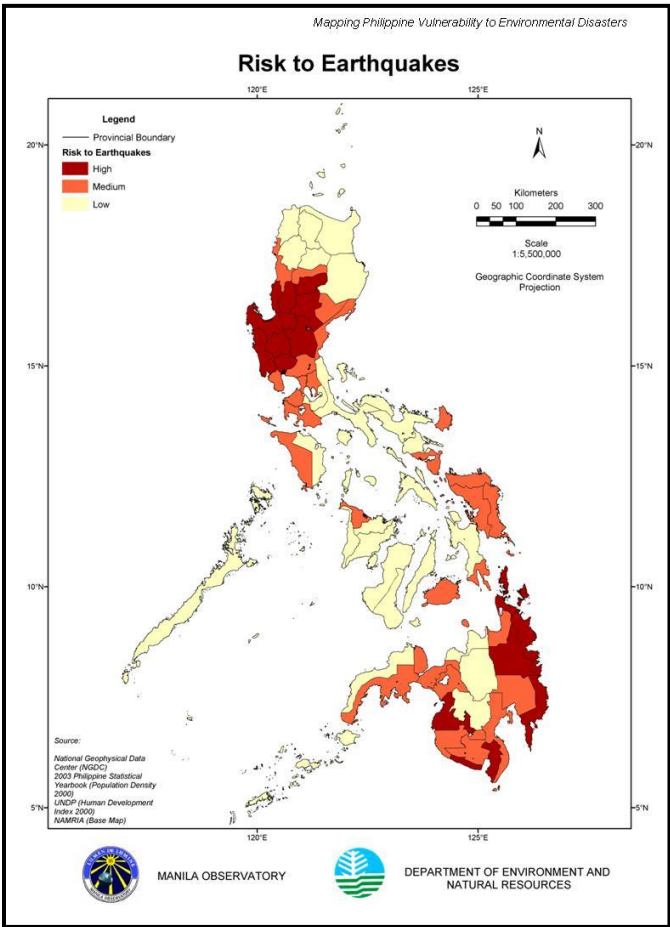 Mapping Philippine Vulnerability to Environmental Disasters
Risk to Earthquakes
120°E
125°E
Legend
Provincial Boundary
Risk to Earthquakes
High
Medium
Low
20°N
20°N
N
Kilometers
0 50 100 200 300
Scale
1:5,500,000
Geographic Coordinate System
Projection
15°N
15°N
10°N
10°N
Source:
National Geophysical Data
Center (NGDC)
2003 Philippine Statistical
Yearbook (Population Density
2000)
UNDP (Human Development
Index 2000)
NAMRIA (Base Map)
5°N
5°N
120°E
125°E
MANILA OBSERVATORY
DEPARTMENT OF ENVIRONMENT AND
NATURAL RESOURCES